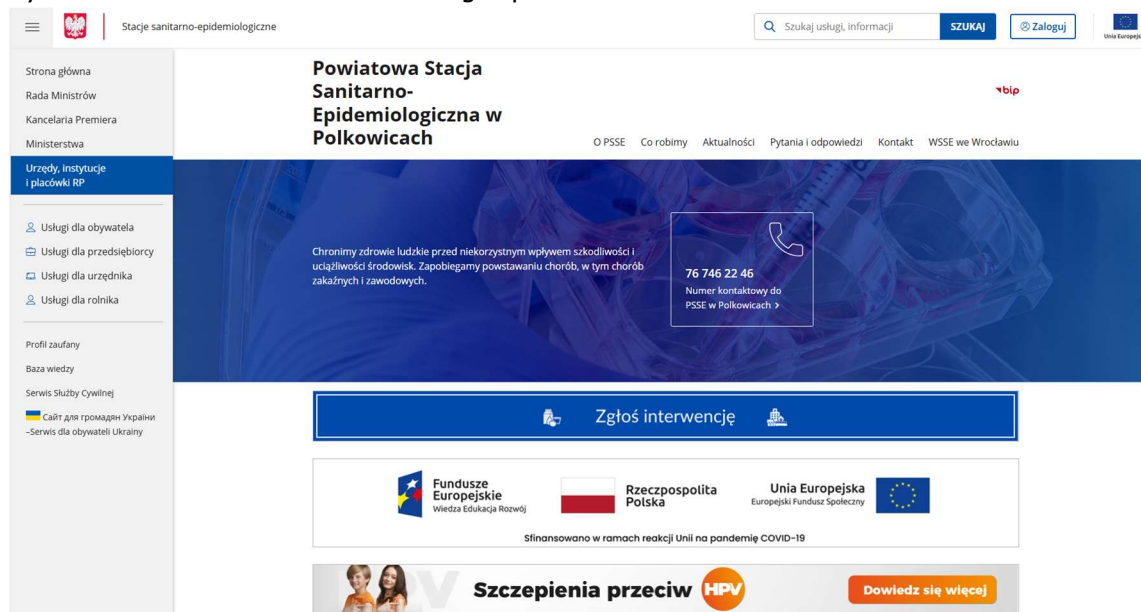 Stacje sanitarno-epidemiologiczne
Szukaj usługi, informacji
SZUKAJ
Zaloguj
Strona główna
Rada Ministrów
Kancelaria Premiera
Ministerstwa
Urzędy, instytucje
i placówki RP
Usługi dla obywatela
Usługi dla przedsiębiorcy
Usługi dla urzędnika
Usługi dla rolnika
Profil zaufany
Baza wiedzy
Serwis Służby Cywilnej
Сайт для громадян України
–Serwis dla obywateli Ukrainy
Powiatowa Stacja
Sanitarno-
Epidemiologiczna w
Polkowicach
bip
O PSSE Co robimy Aktualności Pytania i odpowiedzi Kontakt WSSE we Wrocławiu
Chronimy zdrowie ludzkie przed niekorzystnym wpływem szkodliwości i
uciążliwości środowisk. Zapobiegamy powstawaniu chorób, w tym chorób
zakaźnych i zawodowych.
76 746 22 46
Numer kontaktowy do
PSSE w Polkowicach >
Zgłoś interwencję
Fundusze
Europejskie
Wiedza Edukacja Rozwój
Rzeczpospolita
Polska
Unia Europejska
Europejski Fundusz Społeczny
Sfinansowano w ramach reakcji Unii na pandemię COVID-19
Szczepienia przeciw HPV
Dowiedz się więcej